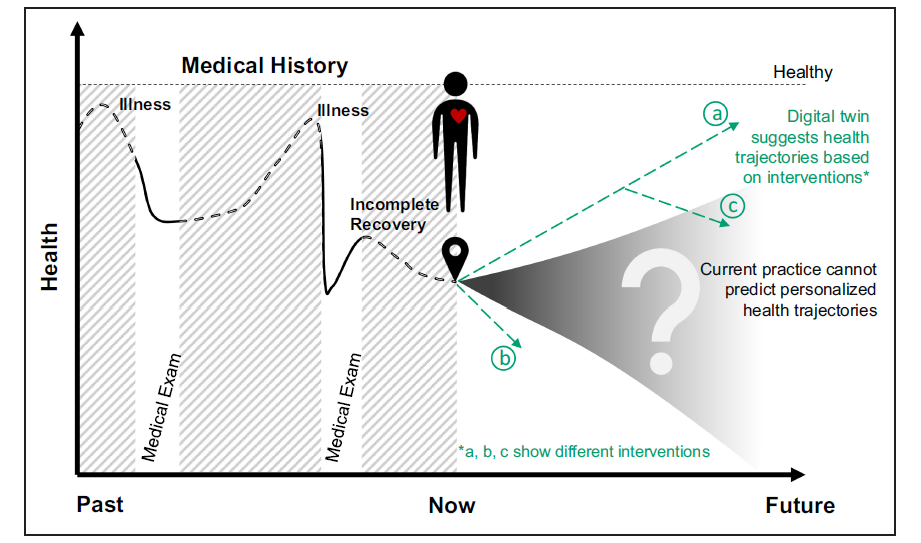 Medical History
Healthy
Illness
Illness
a
Digital twin
suggests health
trajectories based
on interventions*
c
Incomplete
Recovery
Health
?
Current practice cannot
predict personalized
health trajectories
b
Medical Exam
Medical Exam
*a, b, c show different interventions
Past
Now
Future